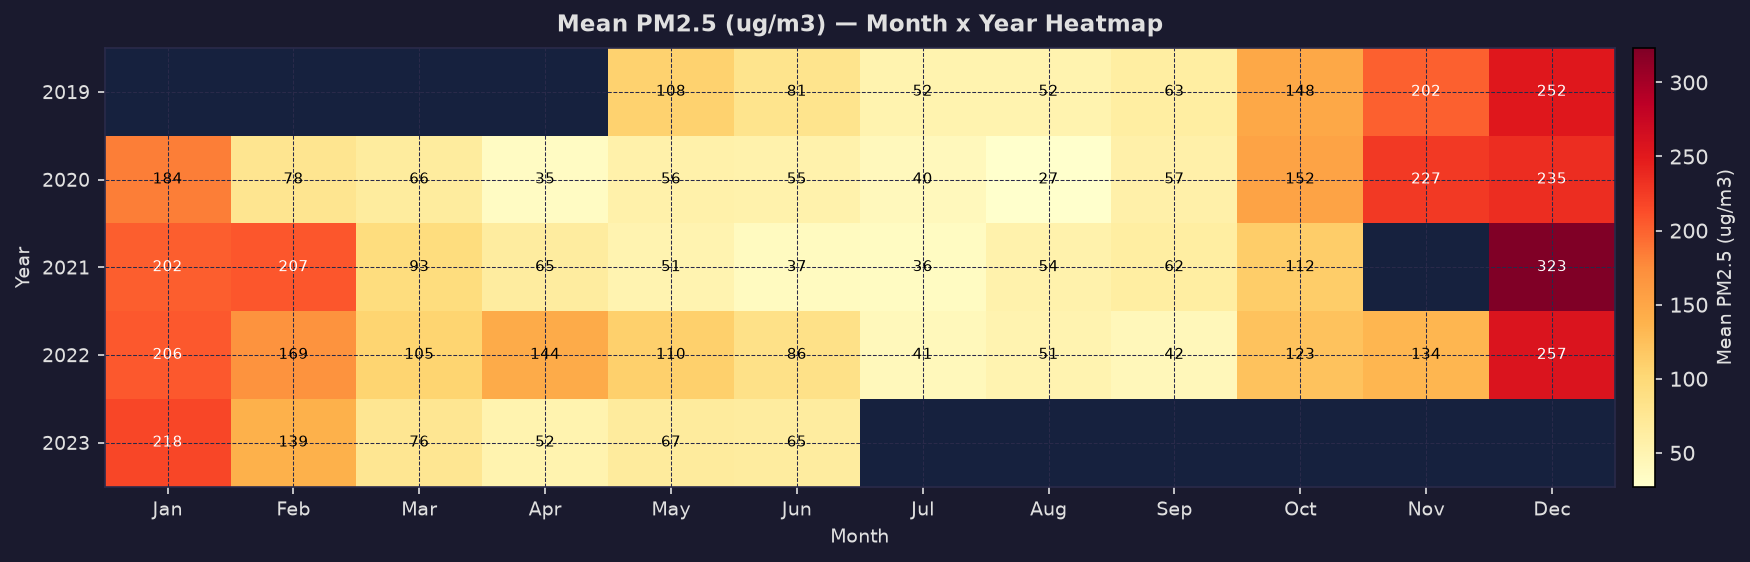 Mean PM2.5 (ug/m3) — Month x Year Heatmap
2019 108 81 52 52 63 148 202 252
2020 184 78 66 35 56 55 40 27 57 152 227 235
2021 202 207 93 65 51 37 36 54 62 112 323
2022 206 169 105 144 110 86 41 51 42 123 134 257
2023 218 139 76 52 67 65
Jan Feb Mar Apr May Jun Jul Aug Sep Oct Nov Dec
Month
Year
300
250
200
150
100
50
Mean PM2.5 (ug/m3)